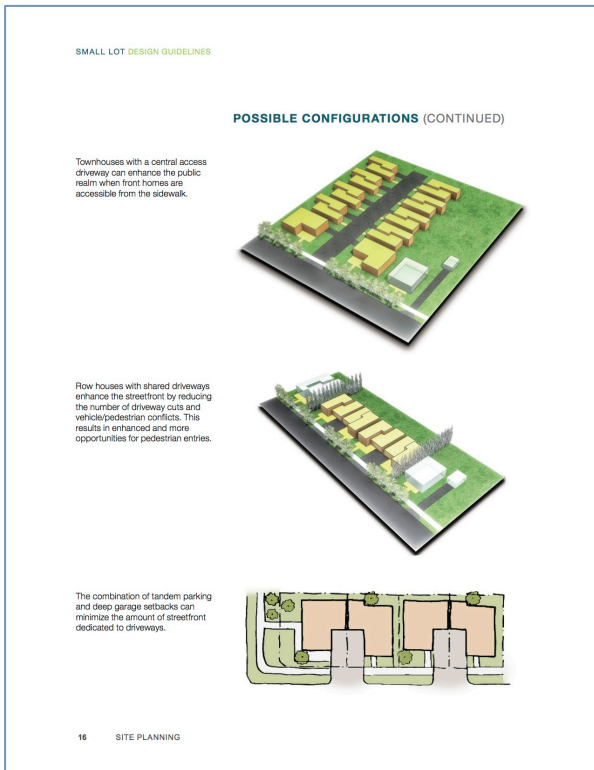 SMALL LOT DESIGN GUIDELINES
POSSIBLE CONFIGURATIONS (CONTINUED)
Townhouses with a central access
driveway can enhance the public
realm when front homes are
accessible from the sidewalk.
Row houses with shared driveways
enhance the streetfront by reducing
the number of driveway cuts and
vehicle/pedestrian conflicts. This
results in enhanced and more
opportunities for pedestrian entries.
The combination of tandem parking
and deep garage setbacks can
minimize the amount of streetfront
dedicated to driveways.
16 SITE PLANNING